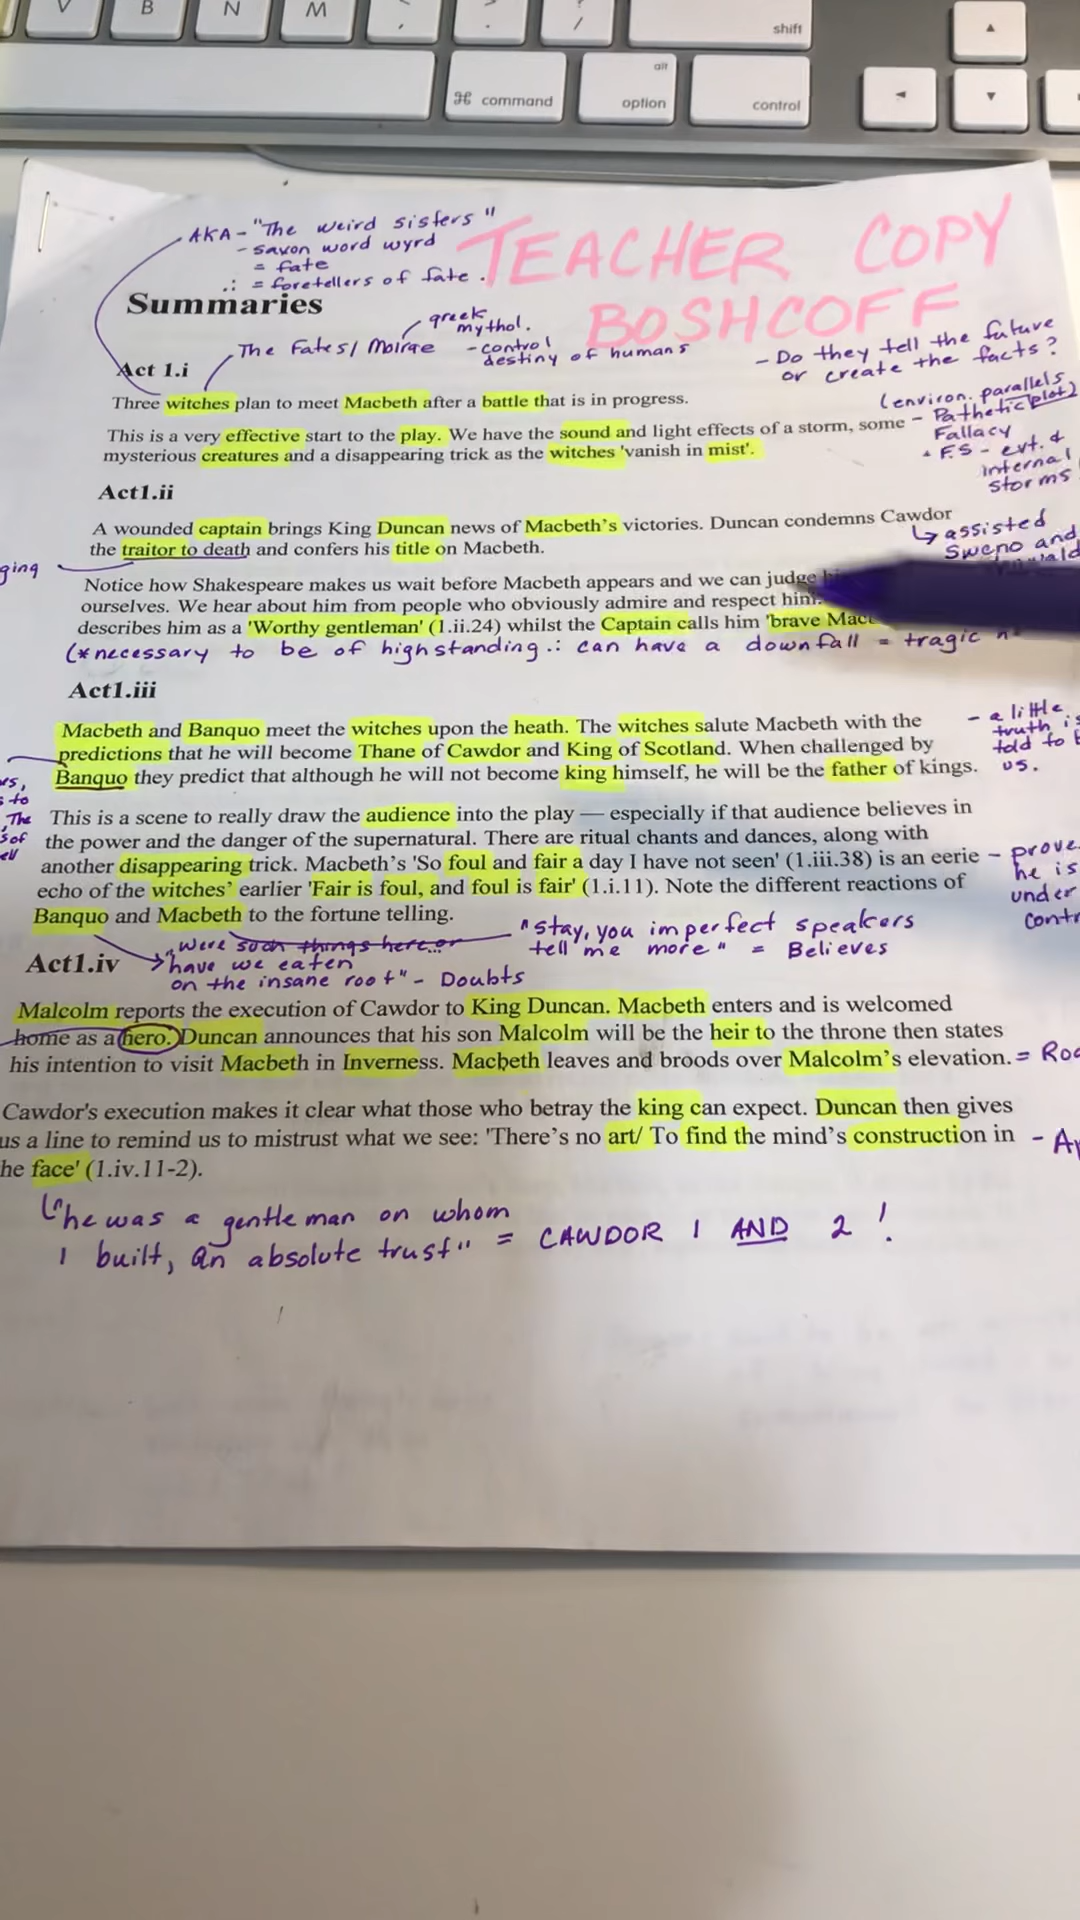 V B N M < , > . ? / shift
⌘ command alt option control
◄ ▲ ▼
TEACHER COPY
BOSHCOFF
AKA - "The weird sisters"
- saxon word wyrd
= fate
∴ = foretellers of fate.
Summaries
greek
mythol.
The Fates/ Moirae - control
destiny of humans
- Do they tell the future
or create the facts?
Act 1.i
Three witches plan to meet Macbeth after a battle that is in progress.
(environ. parallels
plot)
- Pathetic
Fallacy
This is a very effective start to the play. We have the sound and light effects of a storm, some
mysterious creatures and a disappearing trick as the witches 'vanish in mist'.
F.S - ext. &
internal
storms
Act1.ii
A wounded captain brings King Duncan news of Macbeth's victories. Duncan condemns Cawdor
the traitor to death and confers his title on Macbeth.
↳ assisted
Sweno and
ging
Notice how Shakespeare makes us wait before Macbeth appears and we can judge
ourselves. We hear about him from people who obviously admire and respect him.
describes him as a 'Worthy gentleman' (1.ii.24) whilst the Captain calls him 'brave Mac
(*necessary to be of high standing ∴ can have a downfall = tragic
Act1.iii
Macbeth and Banquo meet the witches upon the heath. The witches salute Macbeth with the
predictions that he will become Thane of Cawdor and King of Scotland. When challenged by
Banquo they predict that although he will not become king himself, he will be the father of kings.
- a little
truth is
told to
us.
This is a scene to really draw the audience into the play — especially if that audience believes in
the power and the danger of the supernatural. There are ritual chants and dances, along with
another disappearing trick. Macbeth's 'So foul and fair a day I have not seen' (1.iii.38) is an eerie
echo of the witches' earlier 'Fair is foul, and foul is fair' (1.i.11). Note the different reactions of
Banquo and Macbeth to the fortune telling.
to
The
of
- prove
he is
under
contr
"stay, you imperfect speakers
tell me more" = Believes
"were such things here...or
have we eaten
on the insane root" - Doubts
Act1.iv
Malcolm reports the execution of Cawdor to King Duncan. Macbeth enters and is welcomed
home as a hero. Duncan announces that his son Malcolm will be the heir to the throne then states
his intention to visit Macbeth in Inverness. Macbeth leaves and broods over Malcolm's elevation. =
Cawdor's execution makes it clear what those who betray the king can expect. Duncan then gives
us a line to remind us to mistrust what we see: 'There's no art/ To find the mind's construction in
he face' (1.iv.11-2).
"he was a gentleman on whom
I built, an absolute trust" = CAWDOR 1 AND 2 !